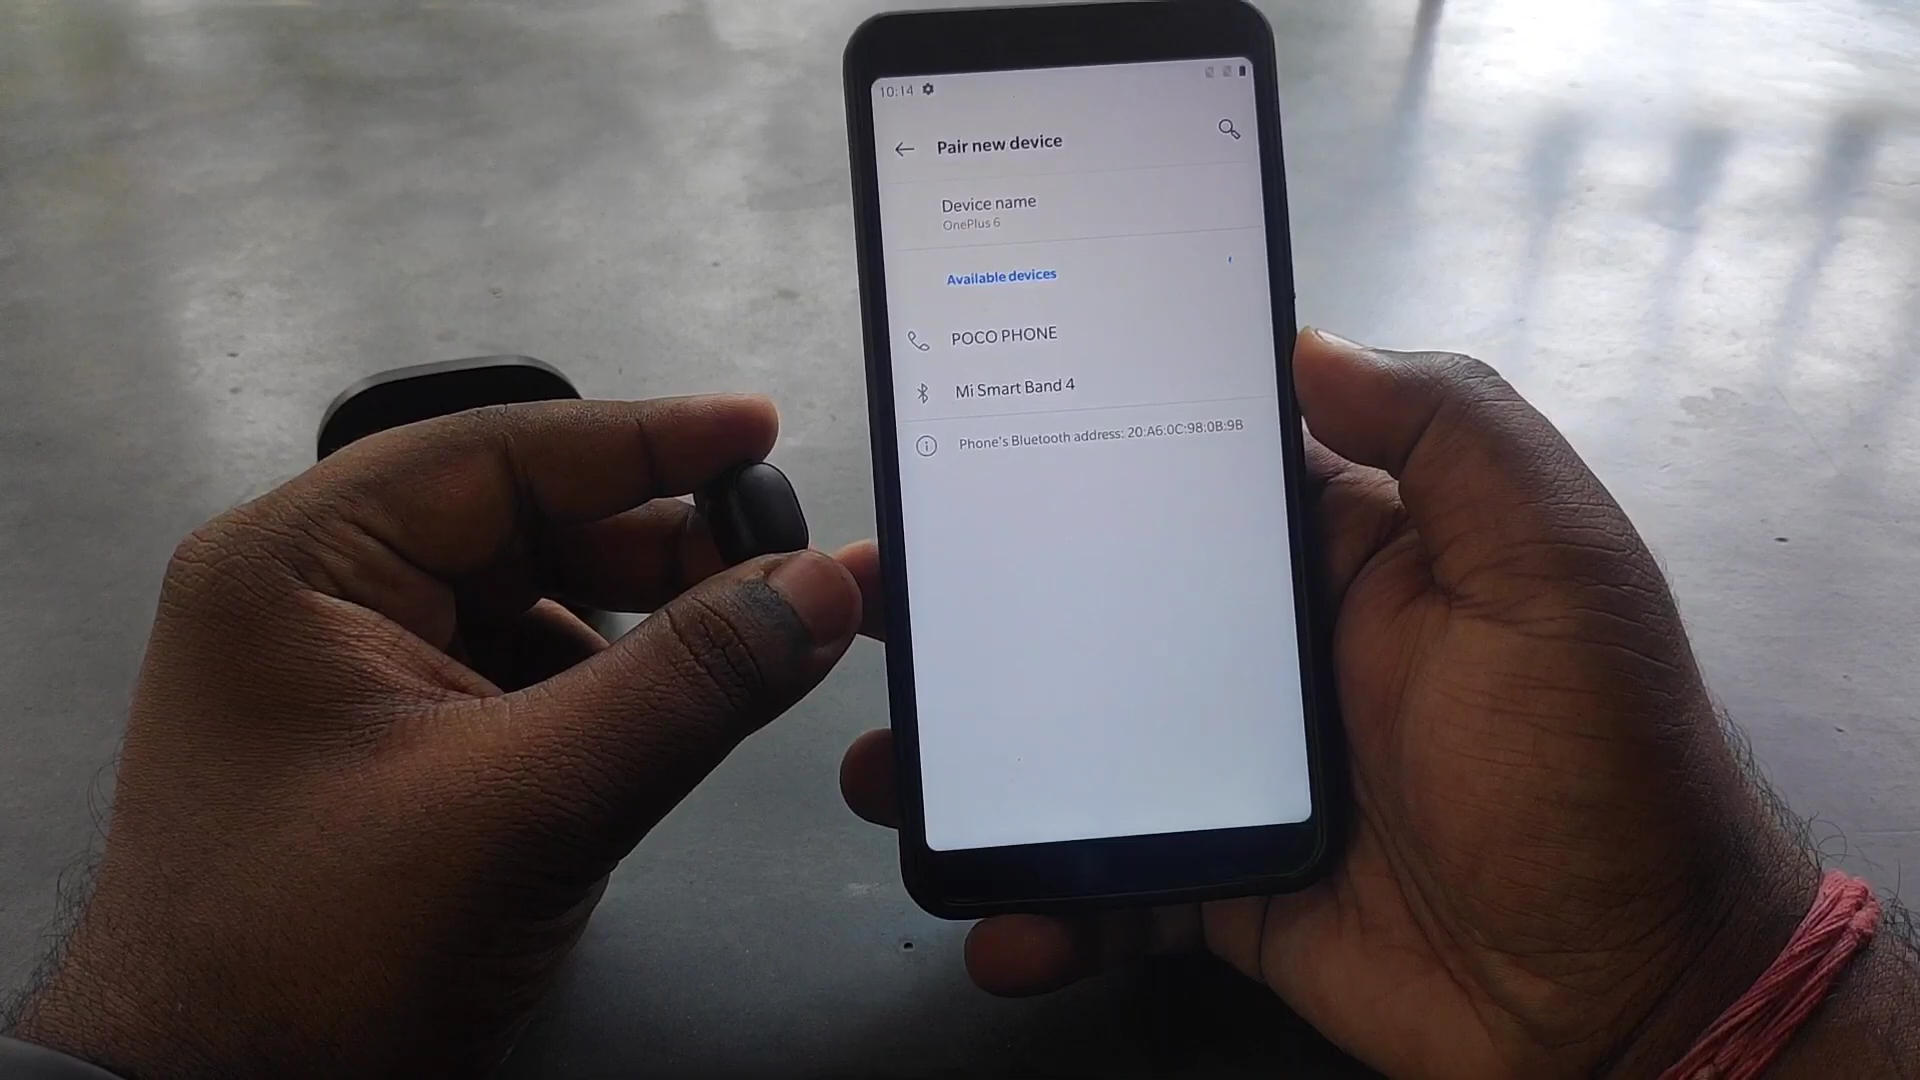 10:14
Pair new device
Device name
OnePlus 6
Available devices
POCO PHONE
Mi Smart Band 4
Phone's Bluetooth address: 20:A6:0C:98:0B:9B